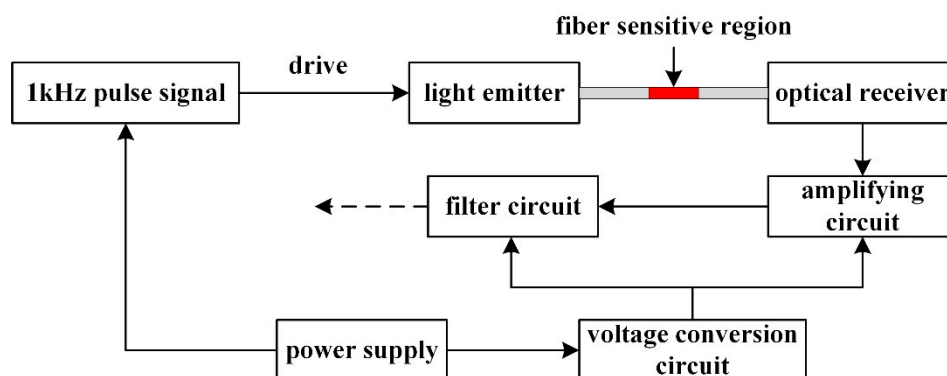 fiber sensitive region
drive
1kHz pulse signal
light emitter
optical receiver
filter circuit
amplifying
circuit
power supply
voltage conversion
circuit